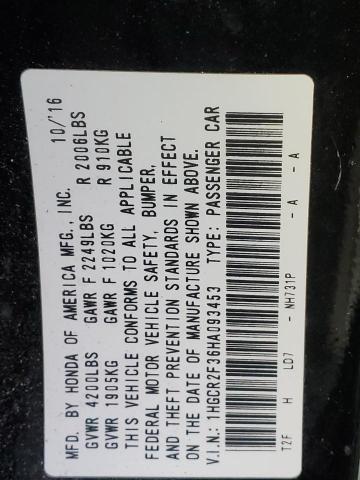 MFD. BY HONDA OF AMERICA MFG., INC. 10/'16
GVWR 4200LBS GAWR F 2249LBS R 2006LBS
GVWR 1905KG GAWR F 1020KG R 910KG
THIS VEHICLE CONFORMS TO ALL APPLICABLE
FEDERAL MOTOR VEHICLE SAFETY, BUMPER,
AND THEFT PREVENTION STANDARDS IN EFFECT
ON THE DATE OF MANUFACTURE SHOWN ABOVE.
V.I.N.: 1HGCR2F36HA093453 TYPE: PASSENGER CAR
T2F H LD7 - NH731P - A - A